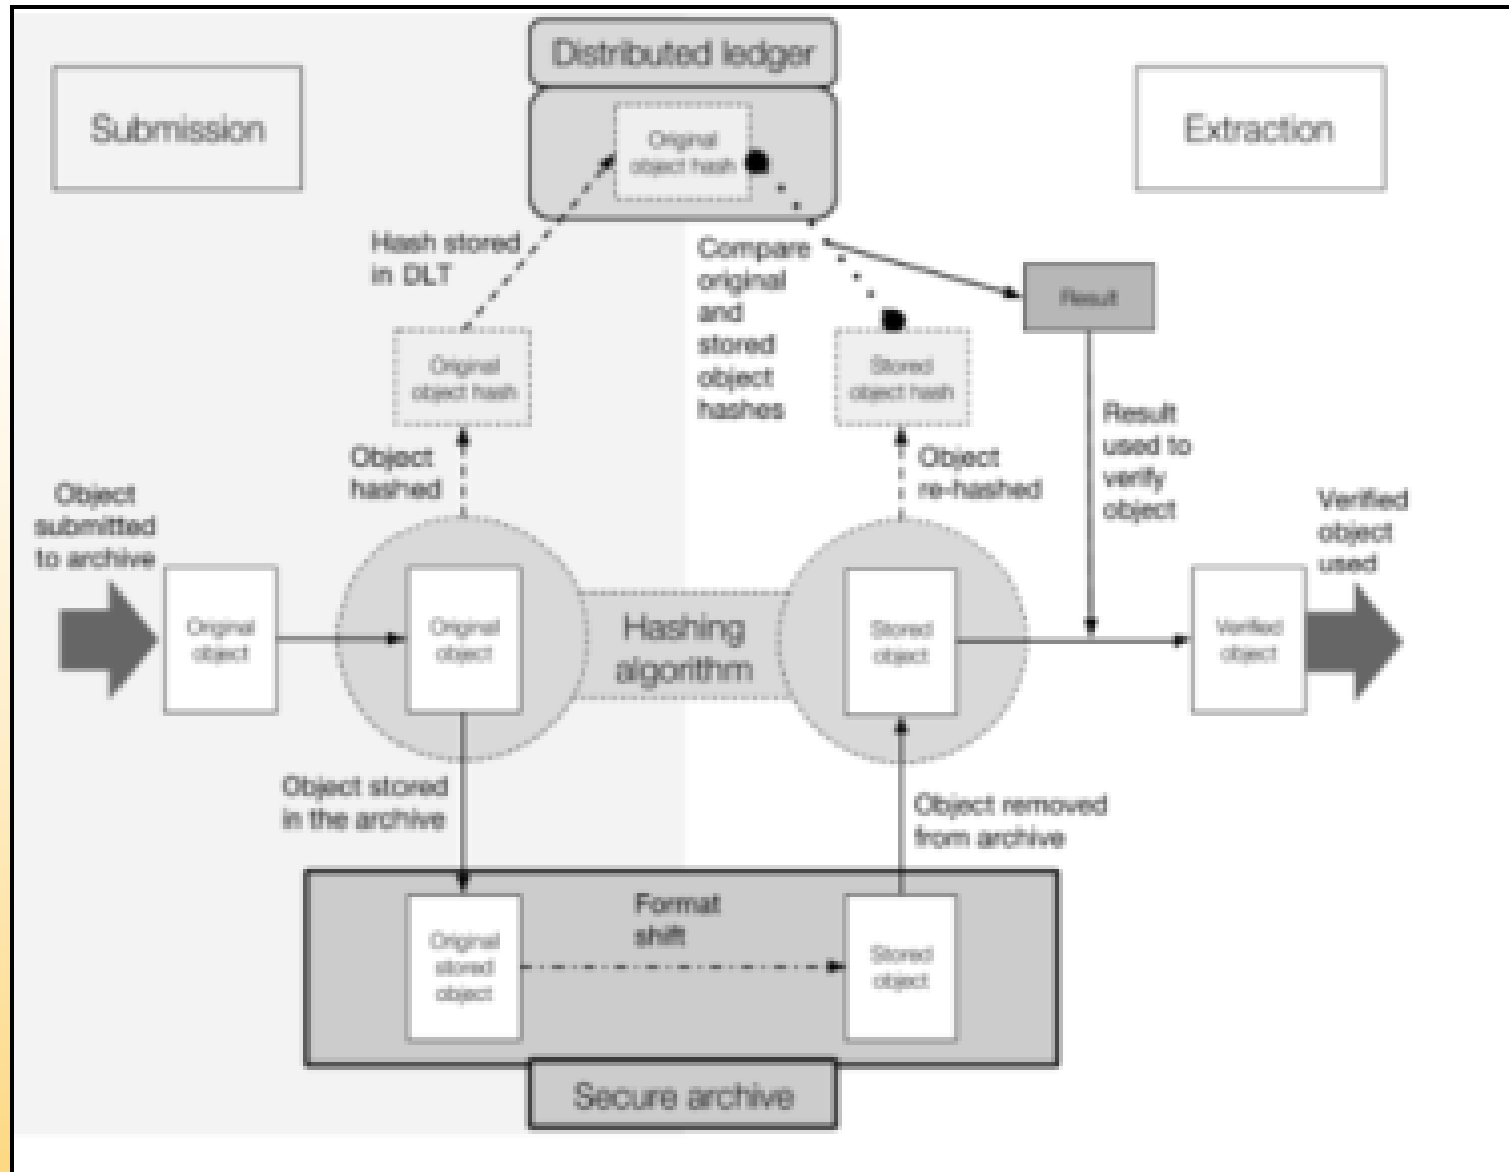 Distributed ledger
Submission
Original
object hash
Extraction
Hash stored
in DLT
Compare
original
and
stored
object
hashes
Result
Original
object hash
Stored
object hash
Object
hashed
Object
re-hashed
Result
used to
verify
object
Object
submitted
to archive
Verified
object
used
Original
object
Original
object
Hashing
algorithm
Stored
object
Verified
object
Object stored
in the archive
Object removed
from archive
Original
stored
object
Format
shift
Stored
object
Secure archive